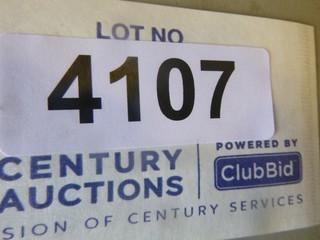 LOT NO
4107
CENTURY
AUCTIONS
POWERED BY
ClubBid
SION OF CENTURY SERVICES